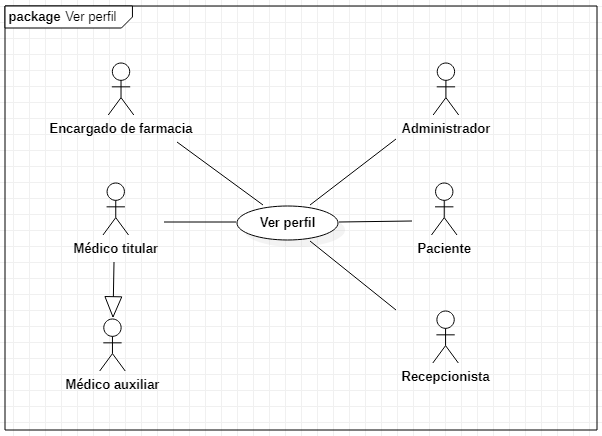 package Ver perfil
Encargado de farmacia
Administrador
Ver perfil
Médico titular
Paciente
Médico auxiliar
Recepcionista